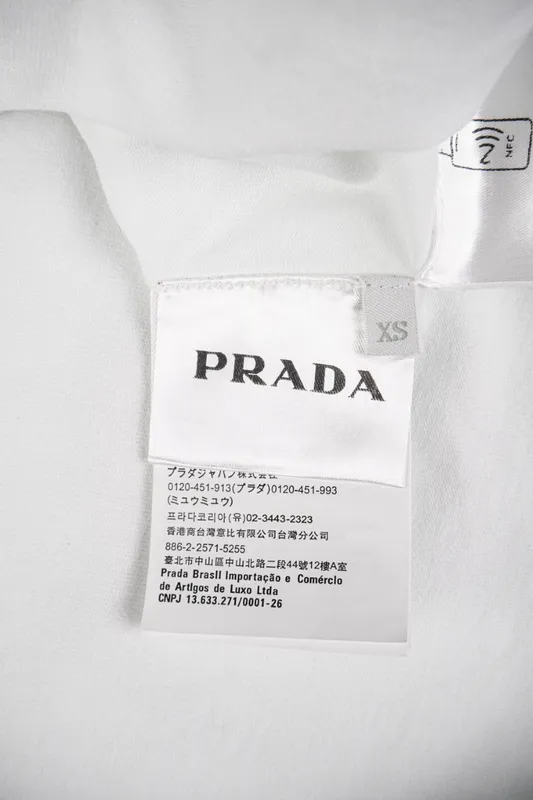 NFC
XS
PRADA
プラダジャパン株式会社
0120-451-913(プラダ)0120-451-993
(ミュウミュウ)
프라다코리아(유)02-3443-2323
香港商台灣意比有限公司台灣分公司
886-2-2571-5255
臺北市中山區中山北路二段44號12樓A室
Prada Brasil Importação e Comércio
de Artigos de Luxo Ltda
CNPJ 13.633.271/0001-26